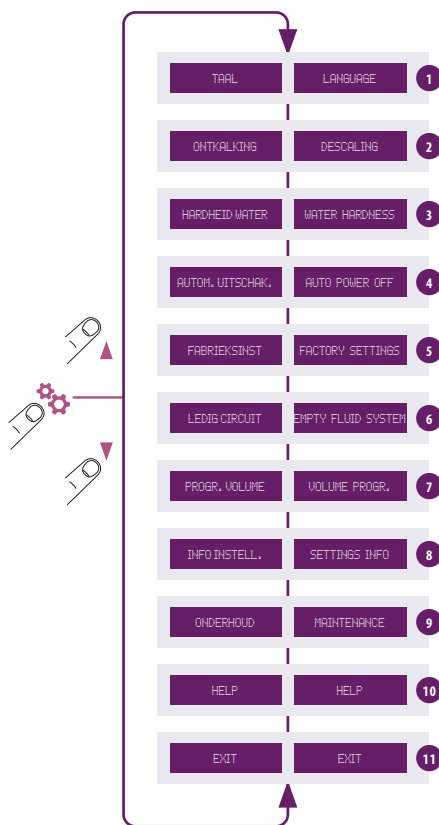 TAAL LANGUAGE 1
ONTKALKING DESCALING 2
HARDHEID WATER WATER HARDNESS 3
AUTOM. UITSCHAK. AUTO POWER OFF 4
FABRIEKSINST FACTORY SETTINGS 5
LEDIG CIRCUIT EMPTY FLUID SYSTEM 6
PROGR. VOLUME VOLUME PROGR. 7
INFO INSTELL. SETTINGS INFO 8
ONDERHOUD MAINTENANCE 9
HELP HELP 10
EXIT EXIT 11